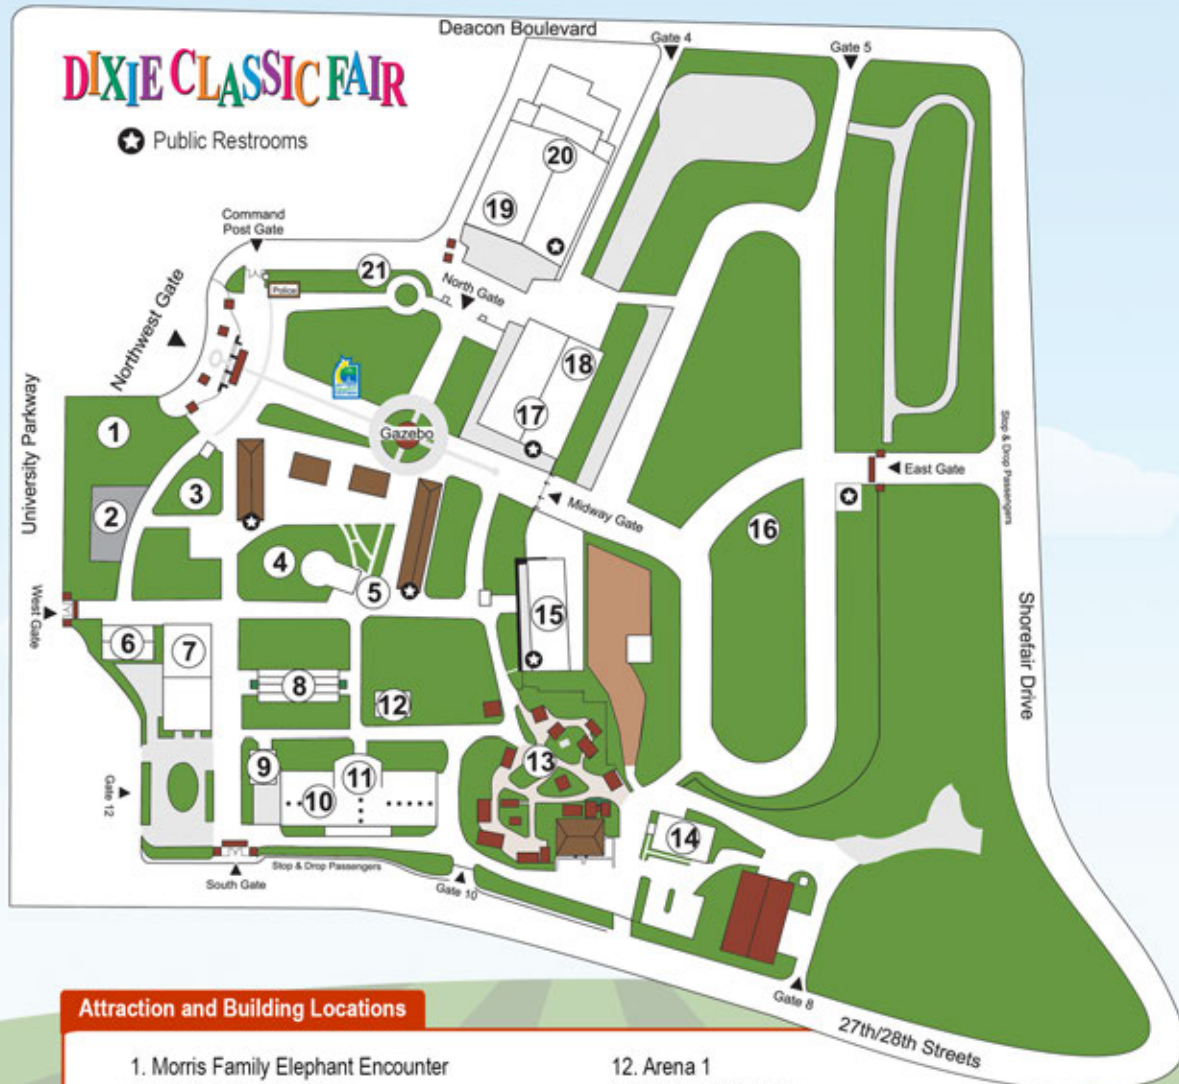 Deacon Boulevard
Gate 4
Gate 5
DIXIE CLASSIC FAIR
Public Restrooms
20
19
Command
Post Gate
21
Police
North Gate
Northwest Gate
18
17
University Parkway
Gazebo
1
Stop & Drop Passengers
East Gate
3
2
Midway Gate
16
4
5
West Gate
15
Shorefair Drive
6
7
8
12
9
13
11
10
Gate 12
14
Stop & Drop Passengers
South Gate
Gate 10
Gate 8
27th/28th Streets
Attraction and Building Locations
1. Morris Family Elephant Encounter
12. Arena 1